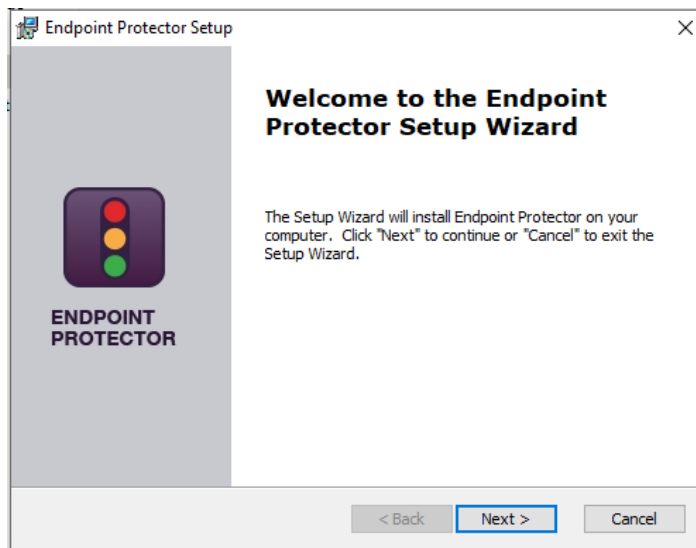 Endpoint Protector Setup
Welcome to the Endpoint
Protector Setup Wizard
The Setup Wizard will install Endpoint Protector on your
computer. Click "Next" to continue or "Cancel" to exit the
Setup Wizard.
ENDPOINT
PROTECTOR
< Back
Next >
Cancel